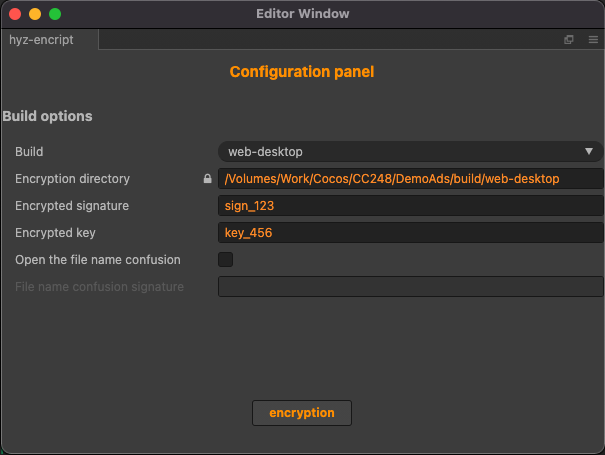 Editor Window
hyz-encript
Configuration panel
Build options
Build web-desktop
Encryption directory /Volumes/Work/Cocos/CC248/DemoAds/build/web-desktop
Encrypted signature sign_123
Encrypted key key_456
Open the file name confusion
File name confusion signature
encryption